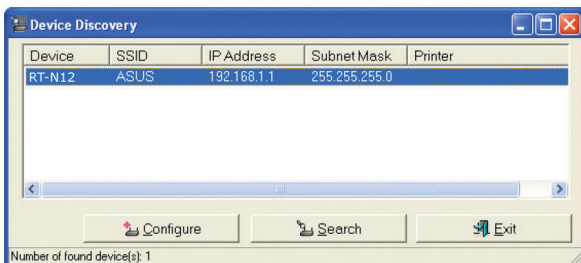 Device Discovery
Device SSID IP Address Subnet Mask Printer
RT-N12 ASUS 192.168.1.1 255.255.255.0
Configure Search Exit
Number of found device(s): 1